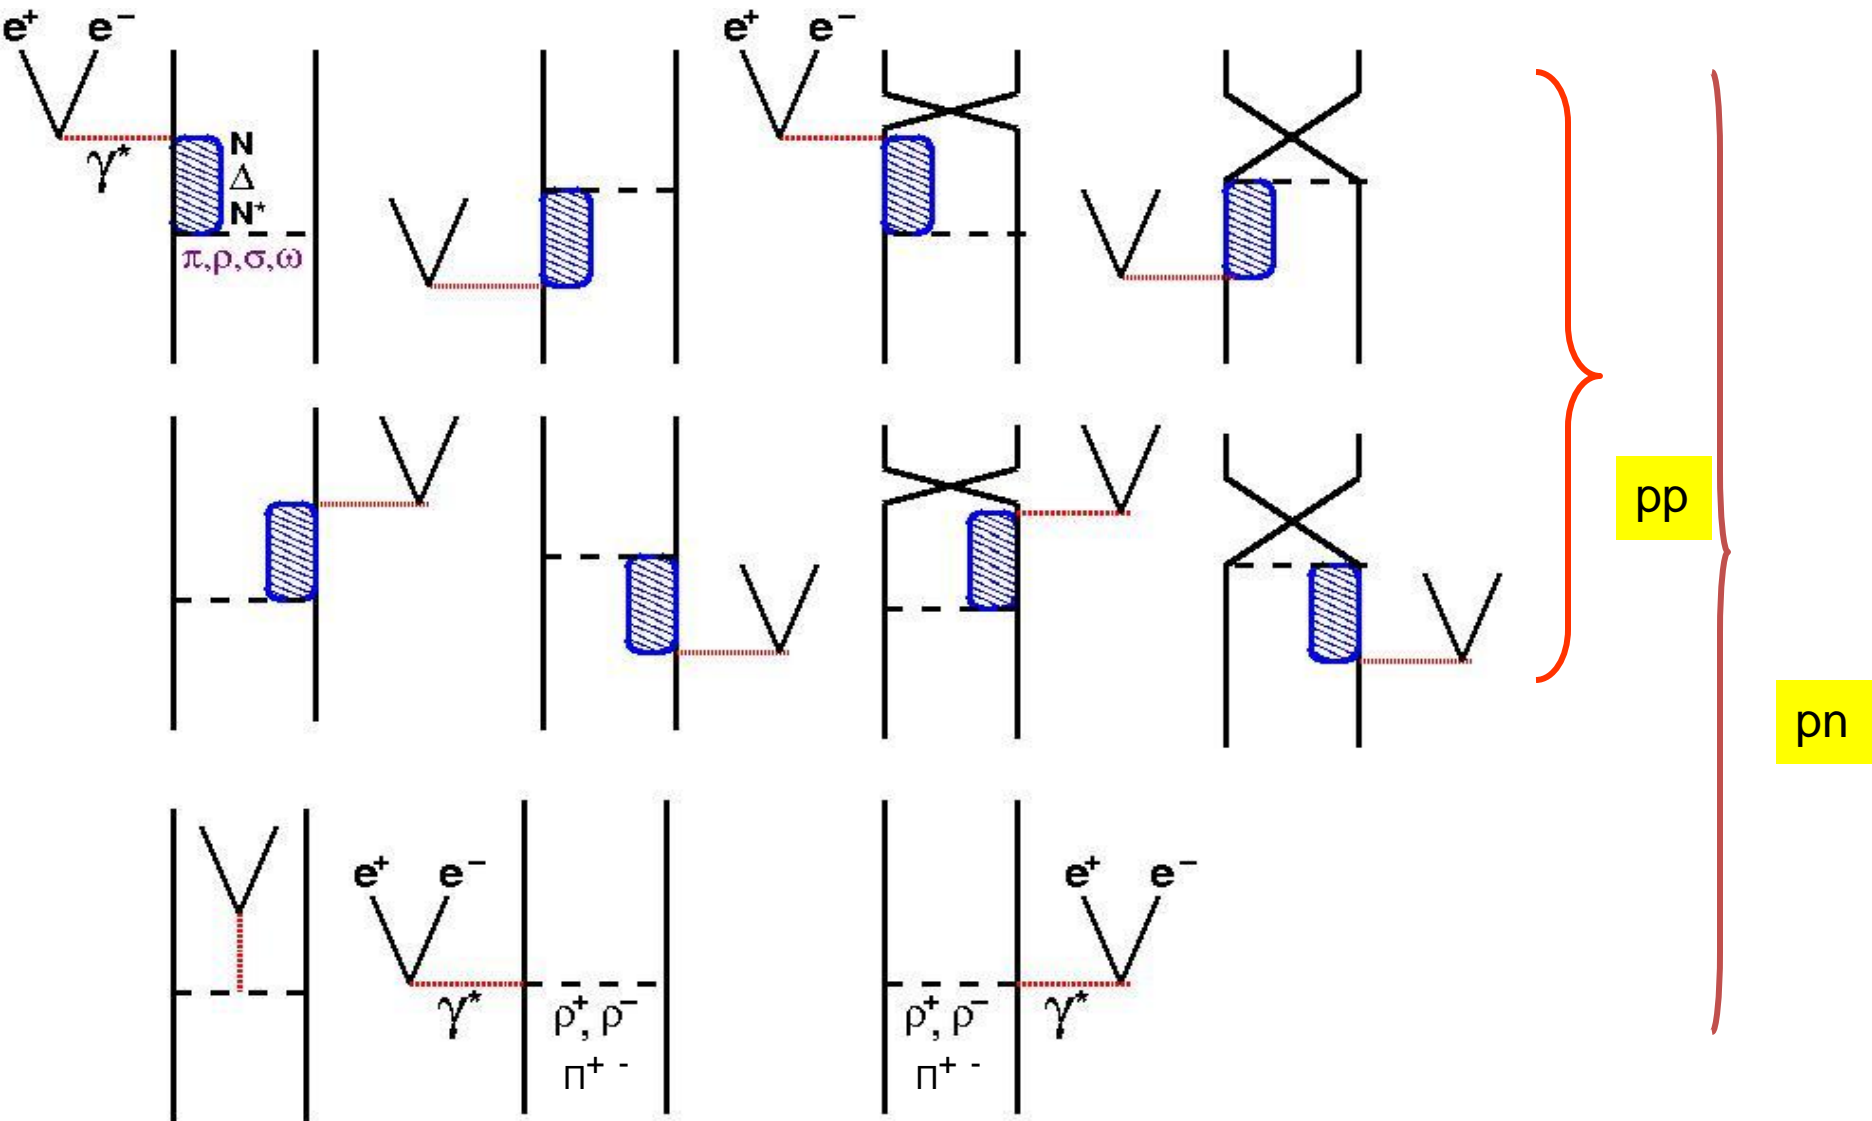 e⁺ e⁻
e⁺ e⁻
γ*
N
Δ
N*
π,ρ,σ,ω
pp
pn
e⁺ e⁻
e⁺ e⁻
γ*
ρ⁺, ρ⁻
ρ⁺, ρ⁻
γ*
π⁺ ⁻
π⁺ ⁻